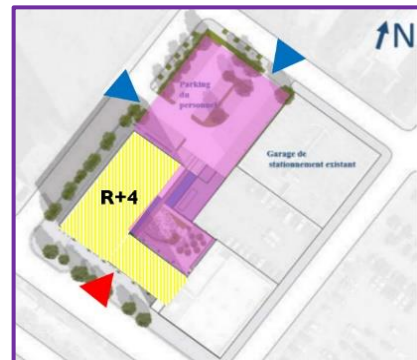 N
Parking
du
personnel
Garage de
stationnement existant
R+4